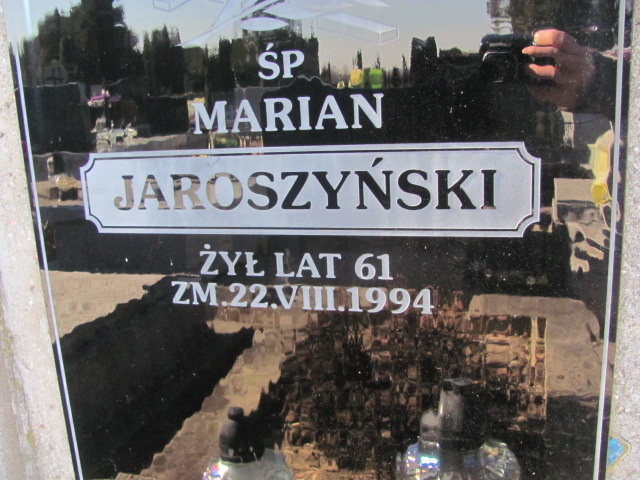 ŚP
MARIAN
JAROSZYŃSKI
ŻYŁ LAT 61
ZM.22.VIII.1994